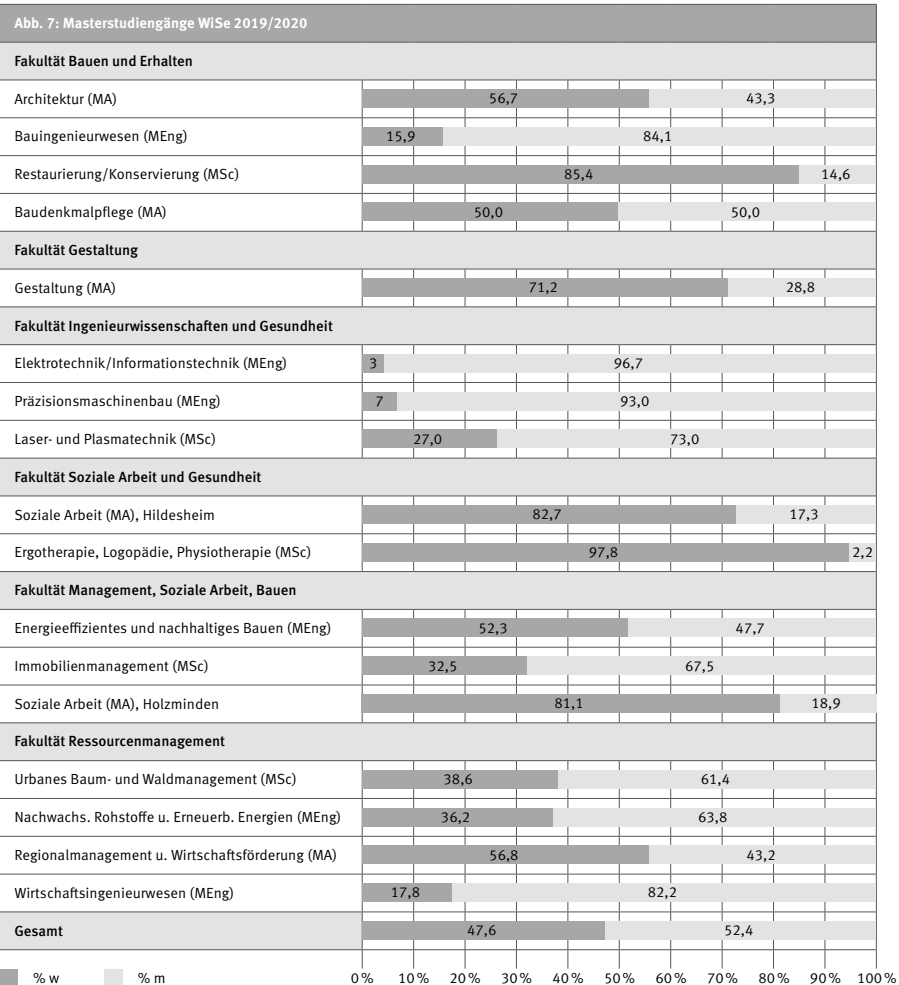 Abb. 7: Masterstudiengänge WiSe 2019/2020
Fakultät Bauen und Erhalten
Architektur (MA) 56,7 43,3
Bauingenieurwesen (MEng) 15,9 84,1
Restaurierung/Konservierung (MSc) 85,4 14,6
Baudenkmalpflege (MA) 50,0 50,0
Fakultät Gestaltung
Gestaltung (MA) 71,2 28,8
Fakultät Ingenieurwissenschaften und Gesundheit
Elektrotechnik/Informationstechnik (MEng) 3 96,7
Präzisionsmaschinenbau (MEng) 7 93,0
Laser- und Plasmatechnik (MSc) 27,0 73,0
Fakultät Soziale Arbeit und Gesundheit
Soziale Arbeit (MA), Hildesheim 82,7 17,3
Ergotherapie, Logopädie, Physiotherapie (MSc) 97,8 2,2
Fakultät Management, Soziale Arbeit, Bauen
Energieeffizientes und nachhaltiges Bauen (MEng) 52,3 47,7
Immobilienmanagement (MSc) 32,5 67,5
Soziale Arbeit (MA), Holzminden 81,1 18,9
Fakultät Ressourcenmanagement
Urbanes Baum- und Waldmanagement (MSc) 38,6 61,4
Nachwachs. Rohstoffe u. Erneuerb. Energien (MEng) 36,2 63,8
Regionalmanagement u. Wirtschaftsförderung (MA) 56,8 43,2
Wirtschaftsingenieurwesen (MEng) 17,8 82,2
Gesamt 47,6 52,4
% w % m 0 % 10 % 20 % 30 % 40 % 50 % 60 % 70 % 80 % 90 % 100 %